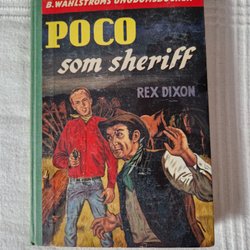 B. WAHLSTRÖMS UNGDOMSBÖCKER
POCO
som sheriff
REX DIXON